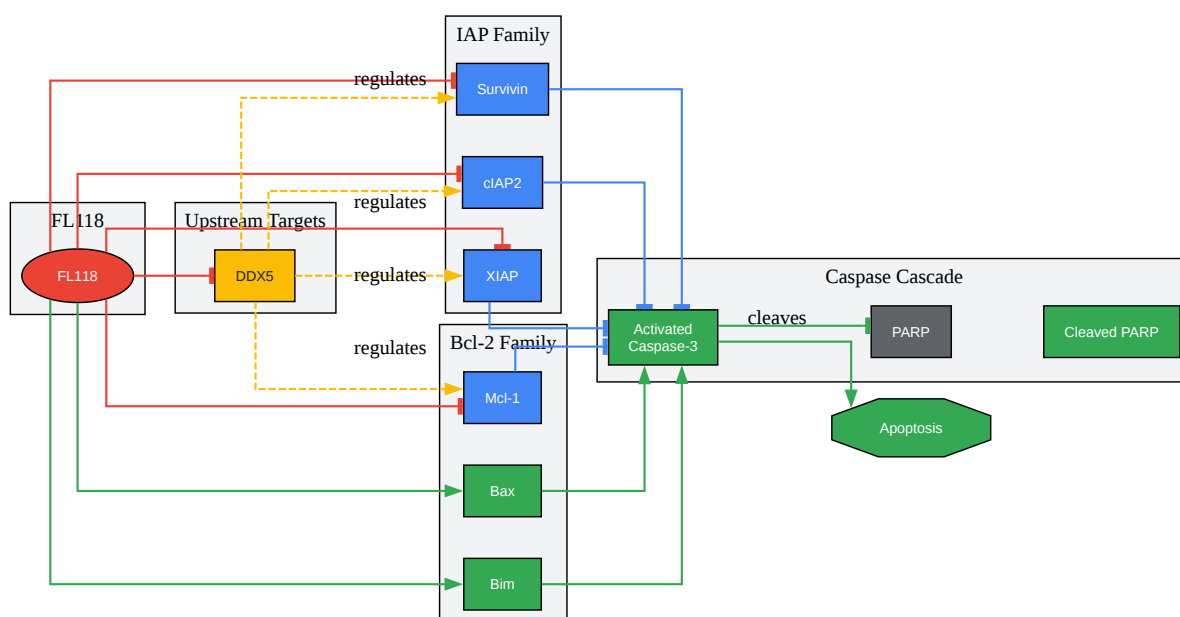 IAP Family
regulates
Survivin
cIAP2
regulates
FL118
Upstream Targets
FL118
DDX5
regulates
XIAP
Caspase Cascade
cleaves
Activated
Caspase-3
PARP
Cleaved PARP
regulates
Bcl-2 Family
Mcl-1
Apoptosis
Bax
Bim